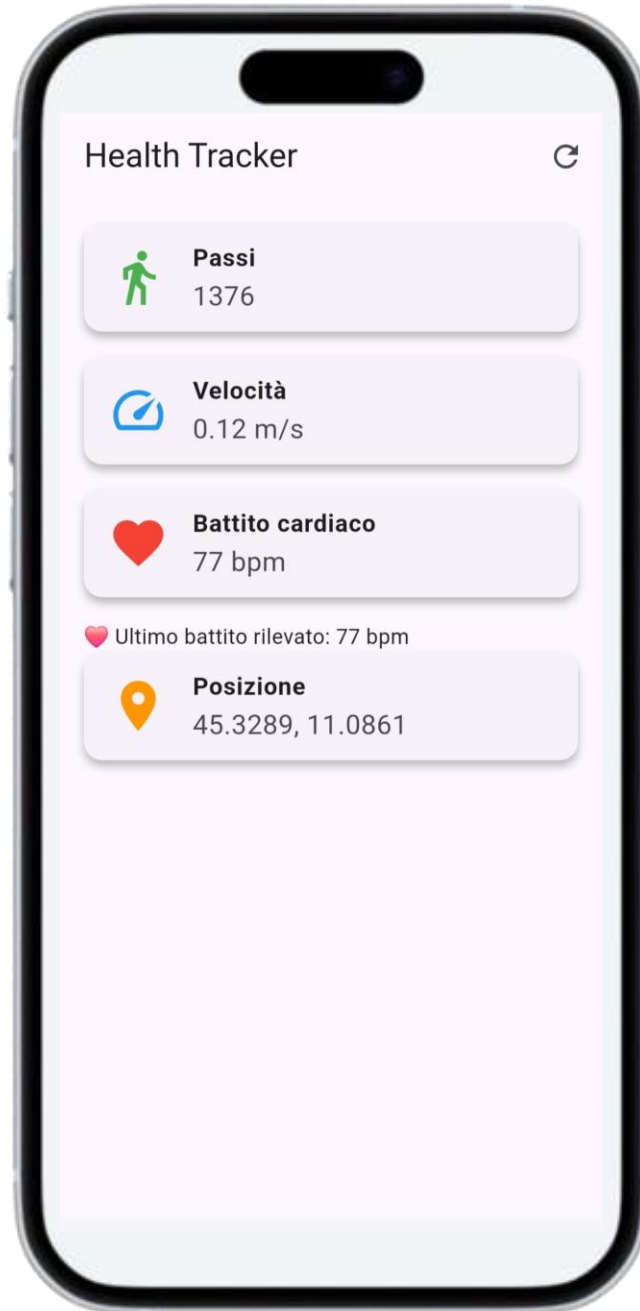 Health Tracker
Passi
1376
Velocità
0.12 m/s
Battito cardiaco
77 bpm
Ultimo battito rilevato: 77 bpm
Posizione
45.3289, 11.0861